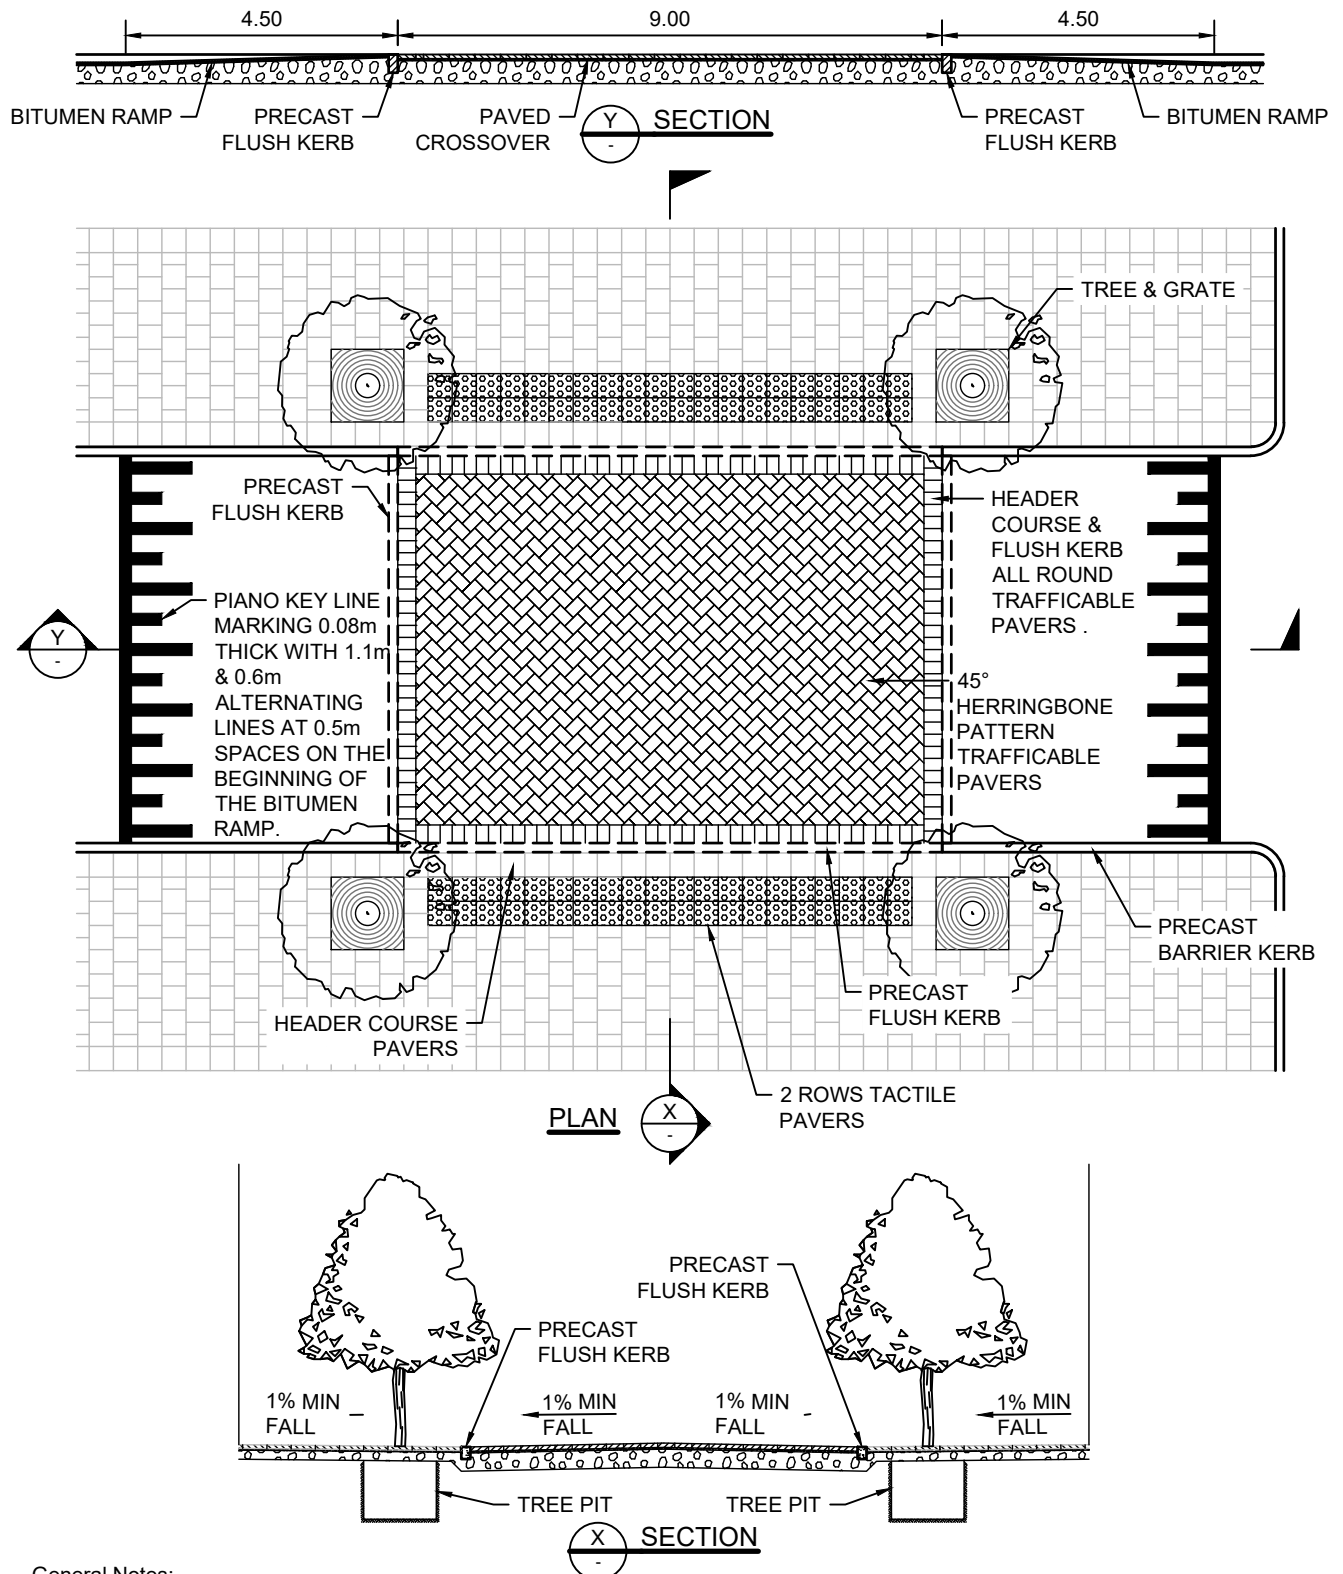 4.50
9.00
4.50
BITUMEN RAMP
PRECAST
FLUSH KERB
PAVED
CROSSOVER
Y
-
SECTION
PRECAST
FLUSH KERB
BITUMEN RAMP
TREE & GRATE
PRECAST
FLUSH KERB
HEADER
COURSE &
FLUSH KERB
ALL ROUND
TRAFFICABLE
PAVERS .
PIANO KEY LINE
MARKING 0.08m
THICK WITH 1.1m
& 0.6m
ALTERNATING
LINES AT 0.5m
SPACES ON THE
BEGINNING OF
THE BITUMEN
RAMP.
Y
-
45°
HERRINGBONE
PATTERN
TRAFFICABLE
PAVERS
PRECAST
BARRIER KERB
PRECAST
FLUSH KERB
HEADER COURSE
PAVERS
2 ROWS TACTILE
PAVERS
PLAN
X
-
PRECAST
FLUSH KERB
PRECAST
FLUSH KERB
1% MIN
FALL
1% MIN
FALL
1% MIN
FALL
1% MIN
FALL
TREE PIT
TREE PIT
X
-
SECTION
General Notes: